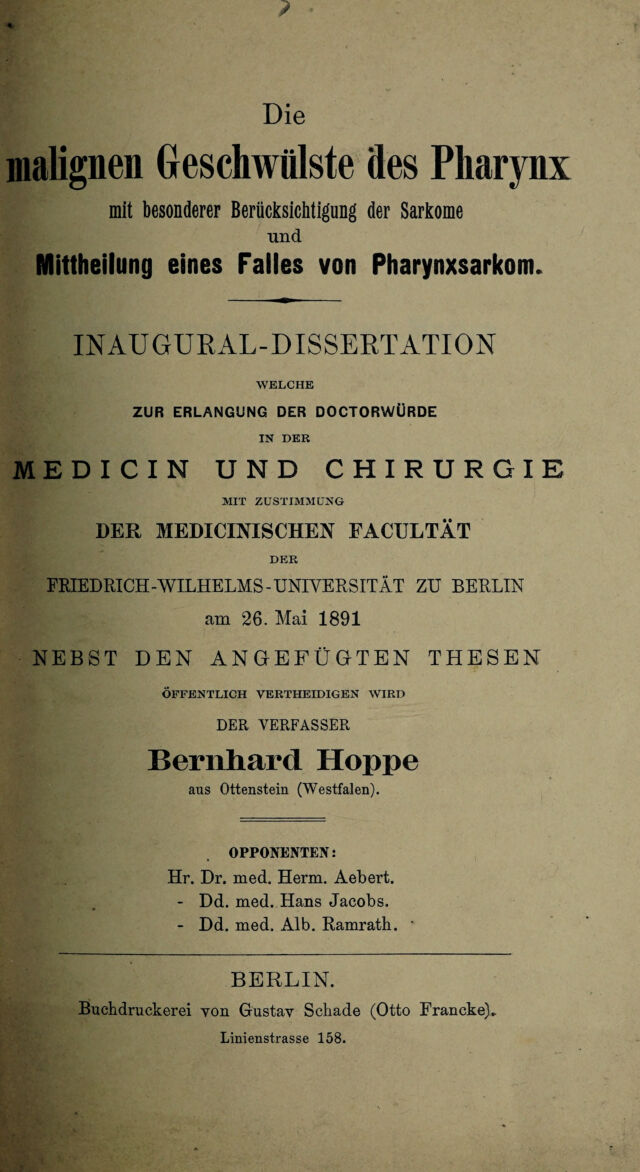 Die
malignen Geschwülste des Pharynx
mit besonderer Berücksichtigung der Sarkome
und
Mittheilung eines Falles von Pharynxsarkom.
INAUGURAL-DISSERTATION
WELCHE
ZUR ERLANGUNG DER DOCTORWÜRDE
IN DER
MEDICIN UND CHIRURGIE
MIT ZUSTIMMUNG
DER MEDICINISCHEN FACULTÄT
DER
FRIEDRICH-WILHELMS-UNIVERSITÄT ZU BERLIN
am 26. Mai 1891
NEBST DEN ANGEFÜGTEN THESEN
ÖFFENTLICH VERTHEIDIGEN WIRD
DER VERFASSER
Bernhard Hoppe
aus Ottenstein (Westfalen).
OPPONENTEN:
Hr. Dr. med. Herm. Aebert.
- Dd. med. Hans Jacobs.
- Dd. med. Alb. Ramrath.
BERLIN.
Buchdruckerei von Gustav Schade (Otto Francke).
Linienstrasse 158.